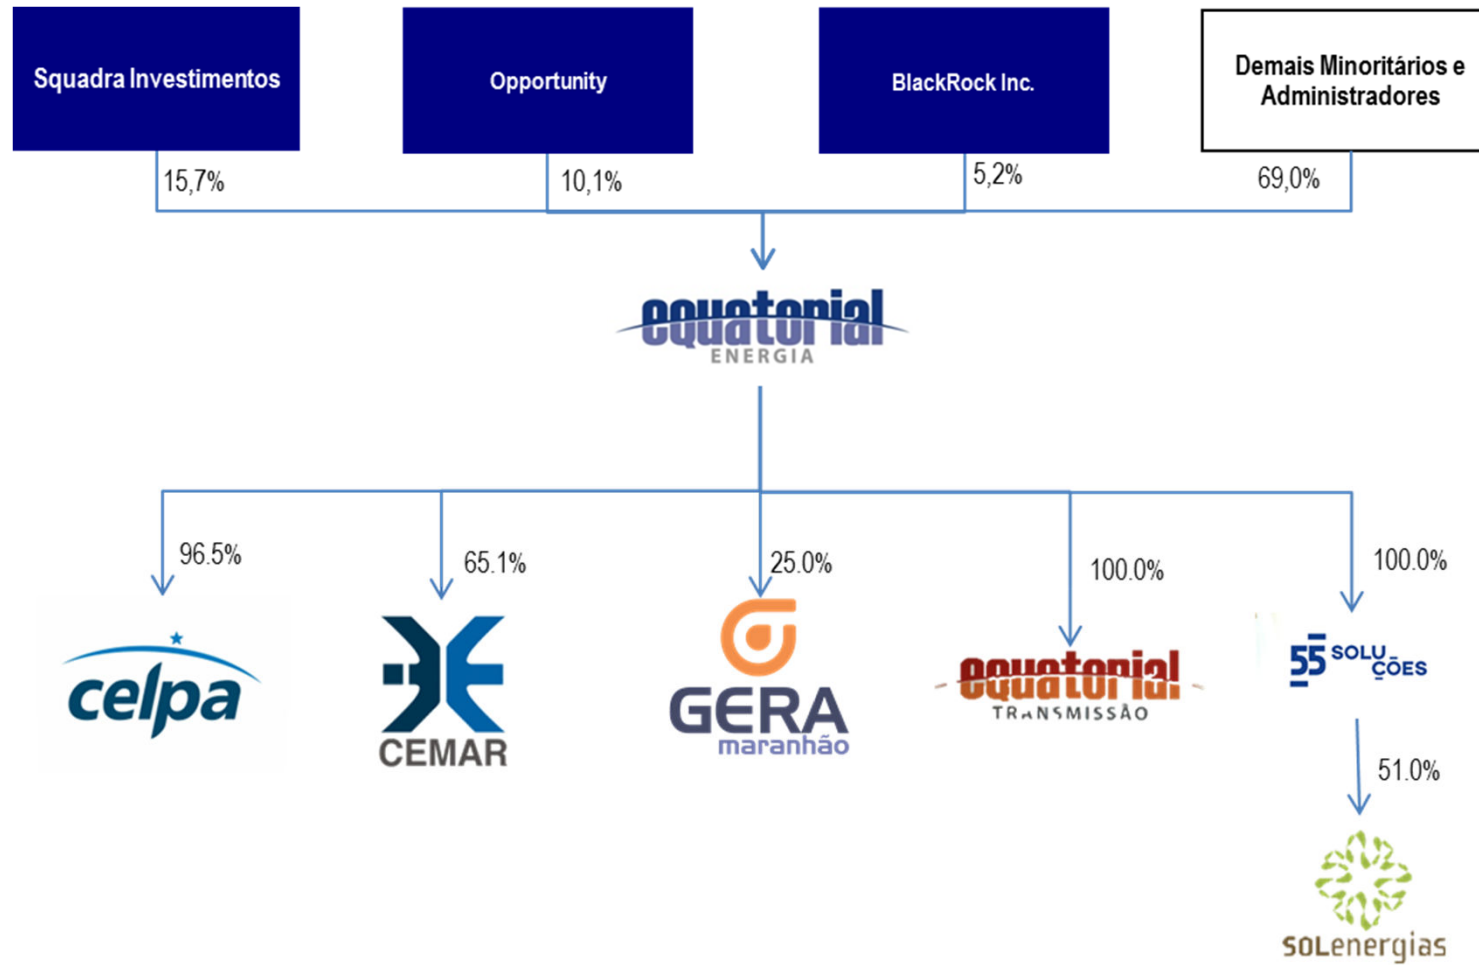 Squadra Investimentos
Opportunity
BlackRock Inc.
Demais Minoritários e
Administradores
15,7%
10,1%
5,2%
69,0%
equatorial
ENERGIA
96.5%
65.1%
25.0%
100.0%
100.0%
celpa
CEMAR
GERA
maranhão
equatorial
TRANSMISSÃO
55 SOLU
ÇÕES
51.0%
SOLenergias